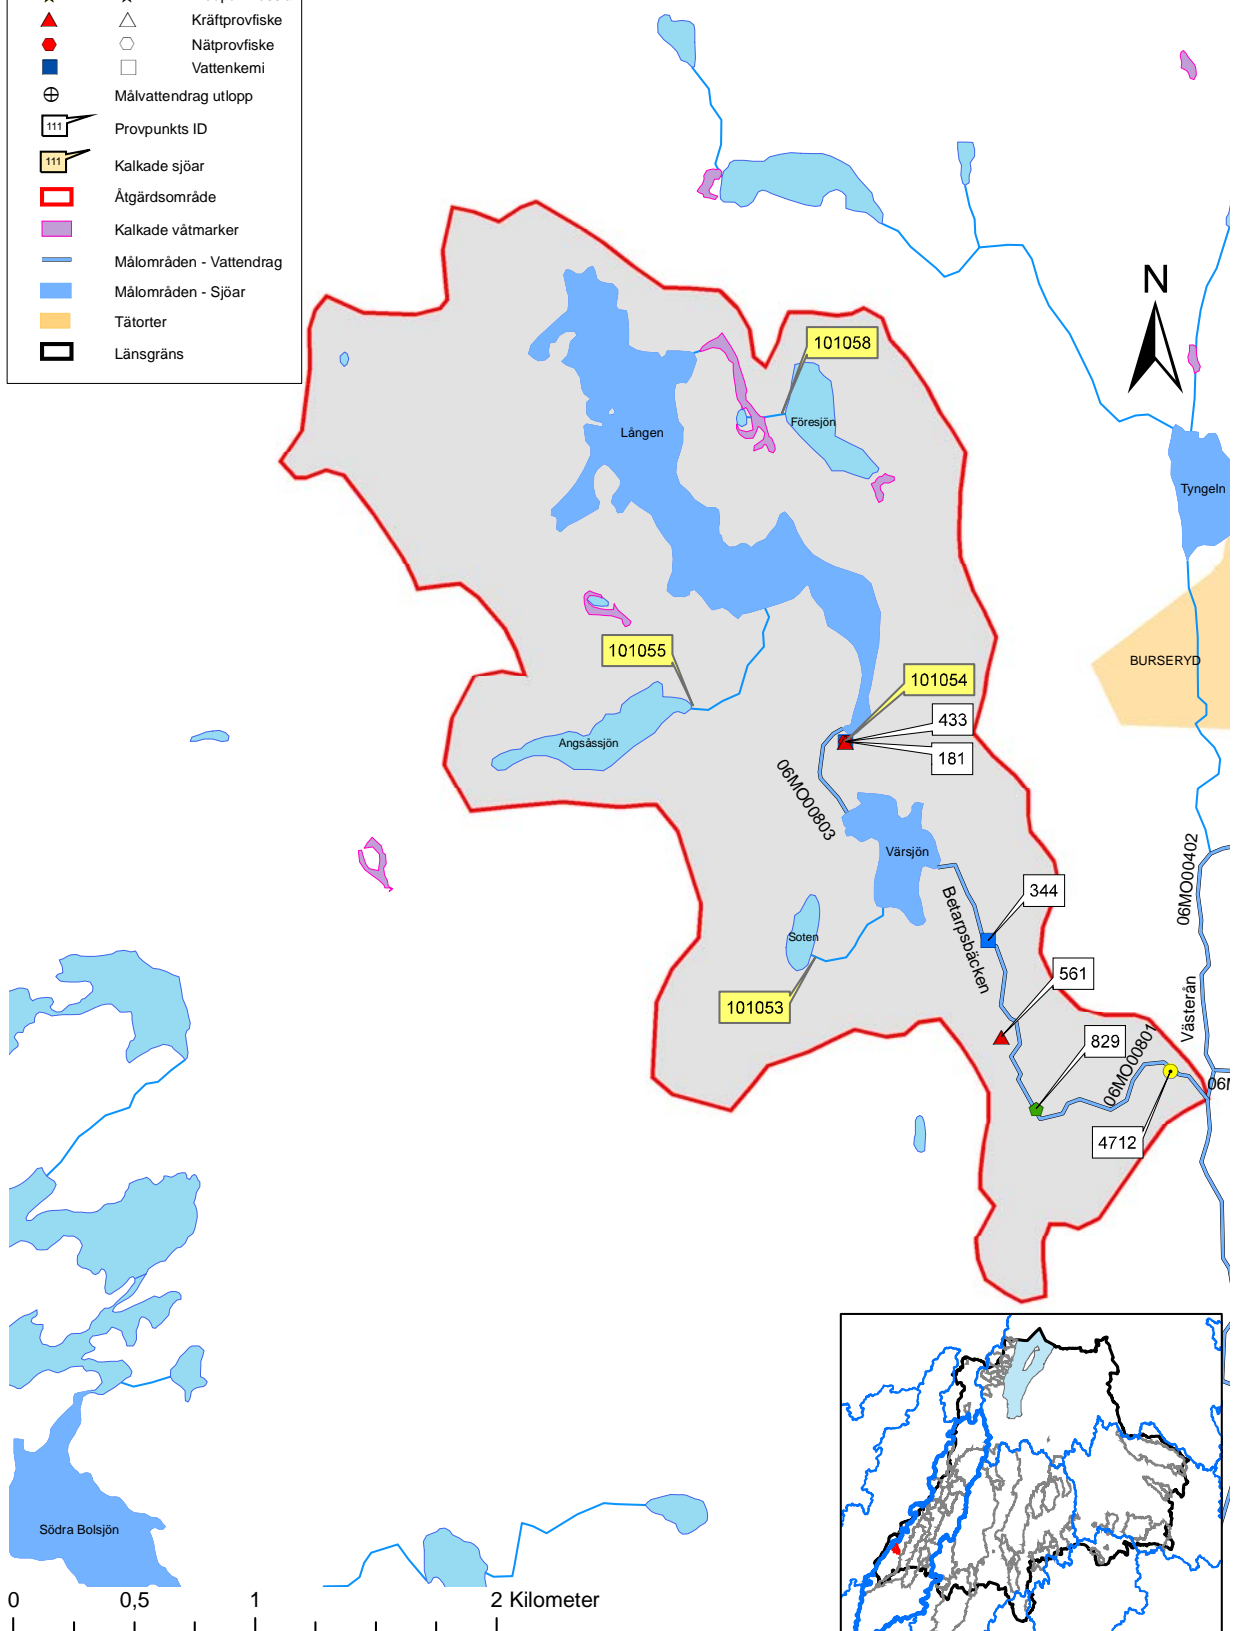 Kräftprovfiske
Nätprovfiske
Vattenkemi
Målvattendrag utlopp
111 Provpunkts ID
111 Kalkade sjöar
Åtgärdsområde
Kalkade våtmarker
Målområden - Vattendrag
Målområden - Sjöar
Tätorter
Länsgräns
N
101058
Föresjön
Lången
Tyngeln
101055
BURSERYD
101054
433
Angsåssjön
181
06MO00803
Värsjön
06MO00402
344
Betarpsbäcken
Soten
561
101053
Västerån
829
06MO00801
4712
Södra Bolsjön
0 0,5 1 2 Kilometer